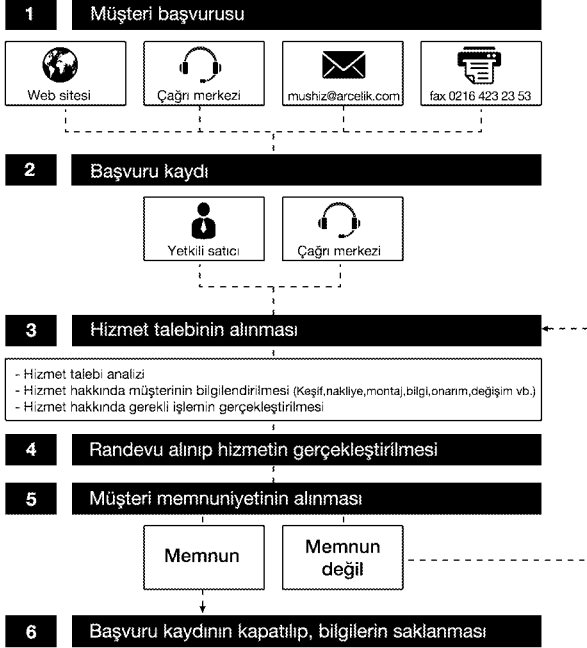 1 Müşteri başvurusu
Web sitesi
Çağrı merkezi
mushiz@arcelik.com
fax 0216 423 23 53
2 Başvuru kaydı
Yetkili satıcı
Çağrı merkezi
3 Hizmet talebinin alınması
- Hizmet talebi analizi
- Hizmet hakkında müşterinin bilgilendirilmesi (Keşif,nakliye,montaj,bilgi,onarım,değişim vb.)
- Hizmet hakkında gerekli işlemin gerçekleştirilmesi
4 Randevu alınıp hizmetin gerçekleştirilmesi
5 Müşteri memnuniyetinin alınması
Memnun
Memnun
değil
6 Başvuru kaydının kapatılıp, bilgilerin saklanması